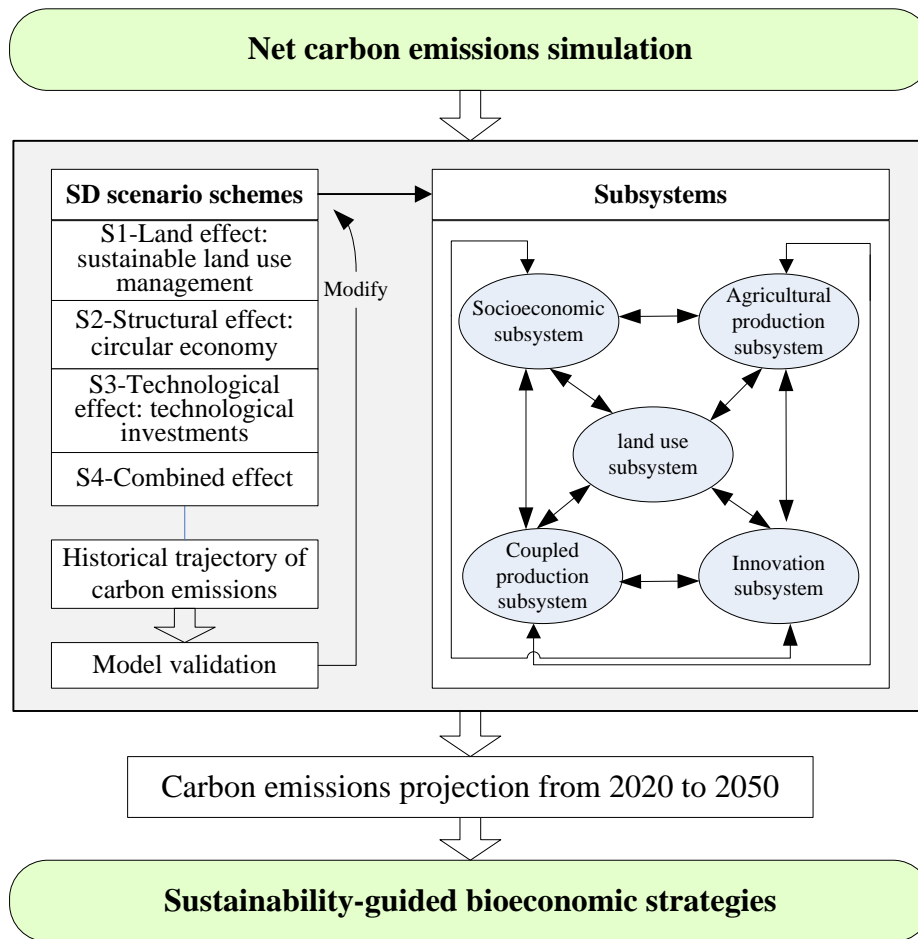 Net carbon emissions simulation
SD scenario schemes
S1-Land effect:
sustainable land use
management
S2-Structural effect:
circular economy
S3-Technological
effect: technological
investments
S4-Combined effect
Historical trajectory of
carbon emissions
Model validation
Modify
Subsystems
Socioeconomic
subsystem
Agricultural
production
subsystem
land use
subsystem
Coupled
production
subsystem
Innovation
subsystem
Carbon emissions projection from 2020 to 2050
Sustainability-guided bioeconomic strategies